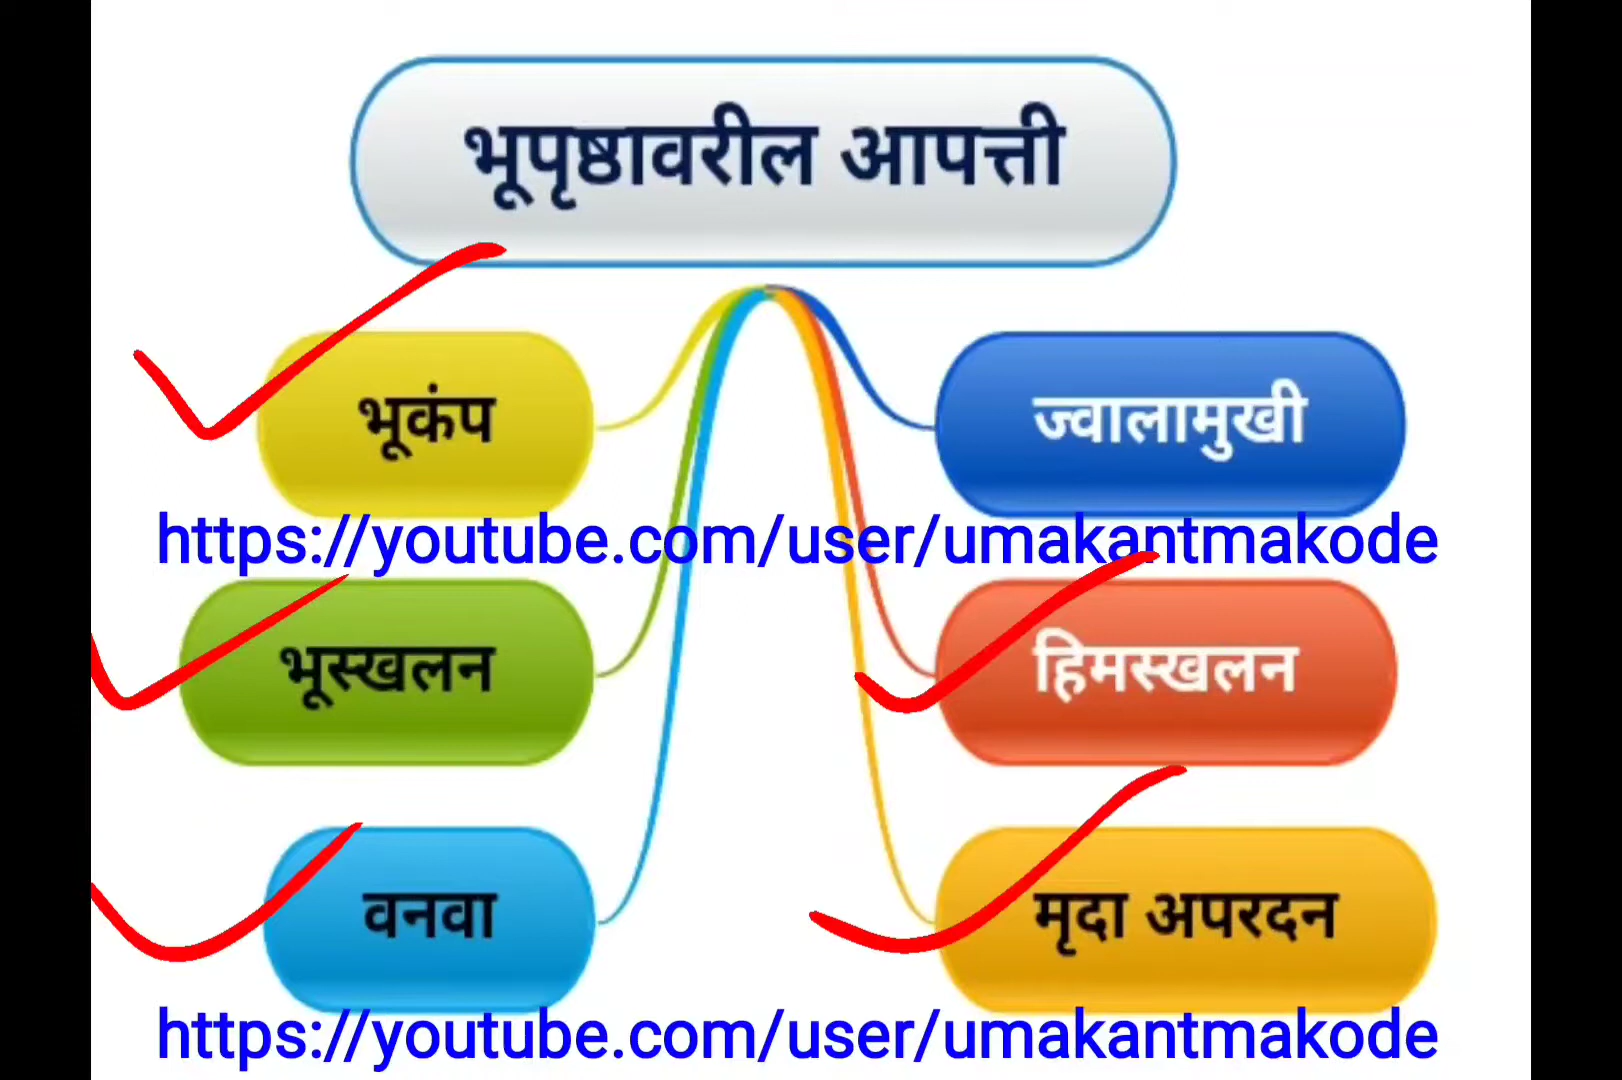 भूपृष्ठावरील आपत्ती
भूकंप
ज्वालामुखी
https://youtube.com/user/umakantmakode
भूस्खलन
हिमस्खलन
वनवा
मृदा अपरदन
https://youtube.com/user/umakantmakode